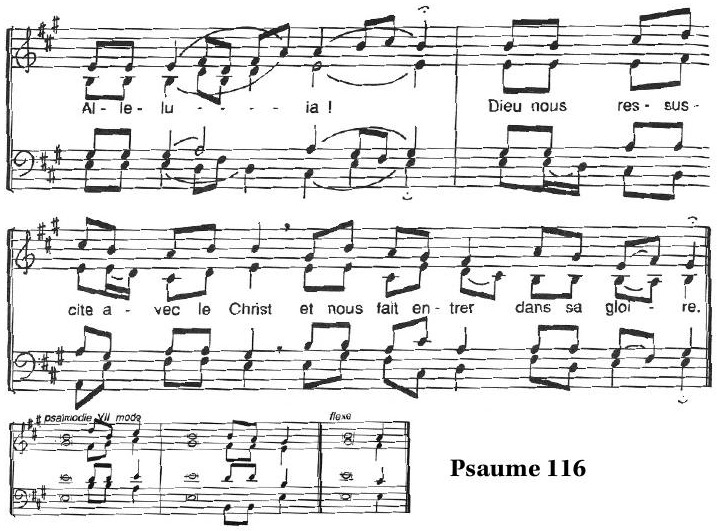 Al - le - lu - - - - ia ! Dieu nous res - sus -
cite a - vec le Christ et nous fait en - trer dans sa gloi - re.
psalmodie VII mode flexe
Psaume 116